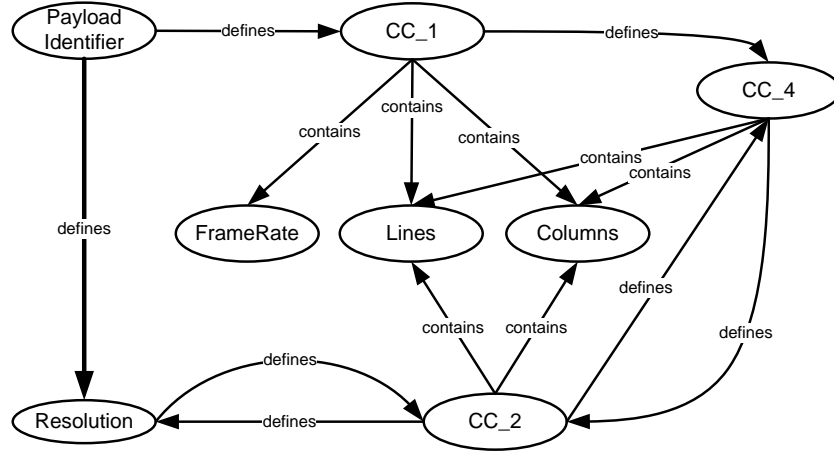 Payload
Identifier
defines
CC_1
defines
CC_4
contains
contains
contains
contains
contains
FrameRate
Lines
Columns
defines
defines
defines
contains
contains
defines
Resolution
defines
CC_2